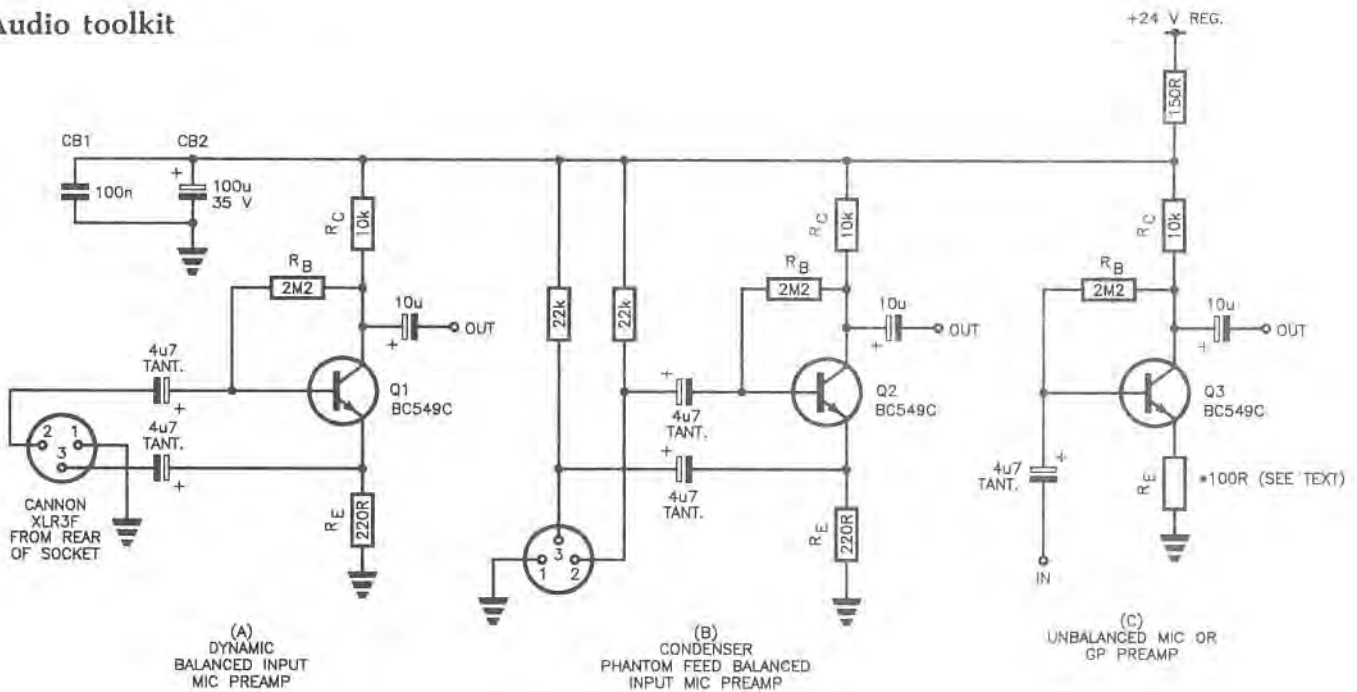 Audio toolkit
+24 V REG.
150R
CB1
100n
CB2
+
100u
35 V
RC
10k
RB
2M2
10u
+
OUT
4u7
TANT.
+
4u7
TANT.
+
Q1
BC549C
2
1
3
CANNON
XLR3F
FROM REAR
OF SOCKET
RE
220R
(A)
DYNAMIC
BALANCED INPUT
MIC PREAMP
22k
22k
RC
10k
RB
2M2
10u
+
OUT
+
4u7
TANT.
+
4u7
TANT.
Q2
BC549C
3
1
2
RE
220R
(B)
CONDENSER
PHANTOM FEED BALANCED
INPUT MIC PREAMP
RC
10k
RB
2M2
10u
+
OUT
Q3
BC549C
4u7
TANT.
+
RE
*100R (SEE TEXT)
IN
(C)
UNBALANCED MIC OR
GP PREAMP